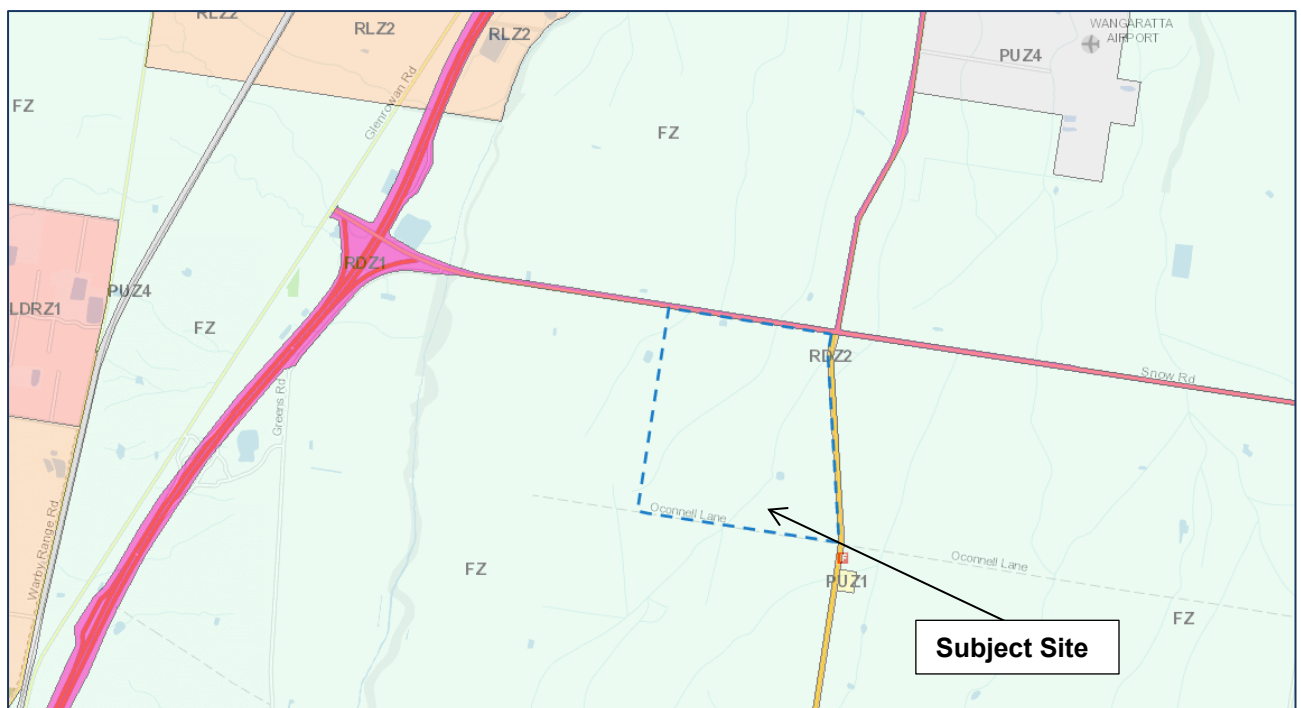 RLZ2
RLZ2
RLZ2
WANGARATTA
AIRPORT
PUZ4
FZ
Glenrowan Rd
FZ
RDZ1
PUZ4
LDRZ1
FZ
RDZ2
Snow Rd
Greens Rd
Warby Range Rd
Oconnell Lane
Oconnell Lane
F
FZ
PUZ1
FZ
Subject Site